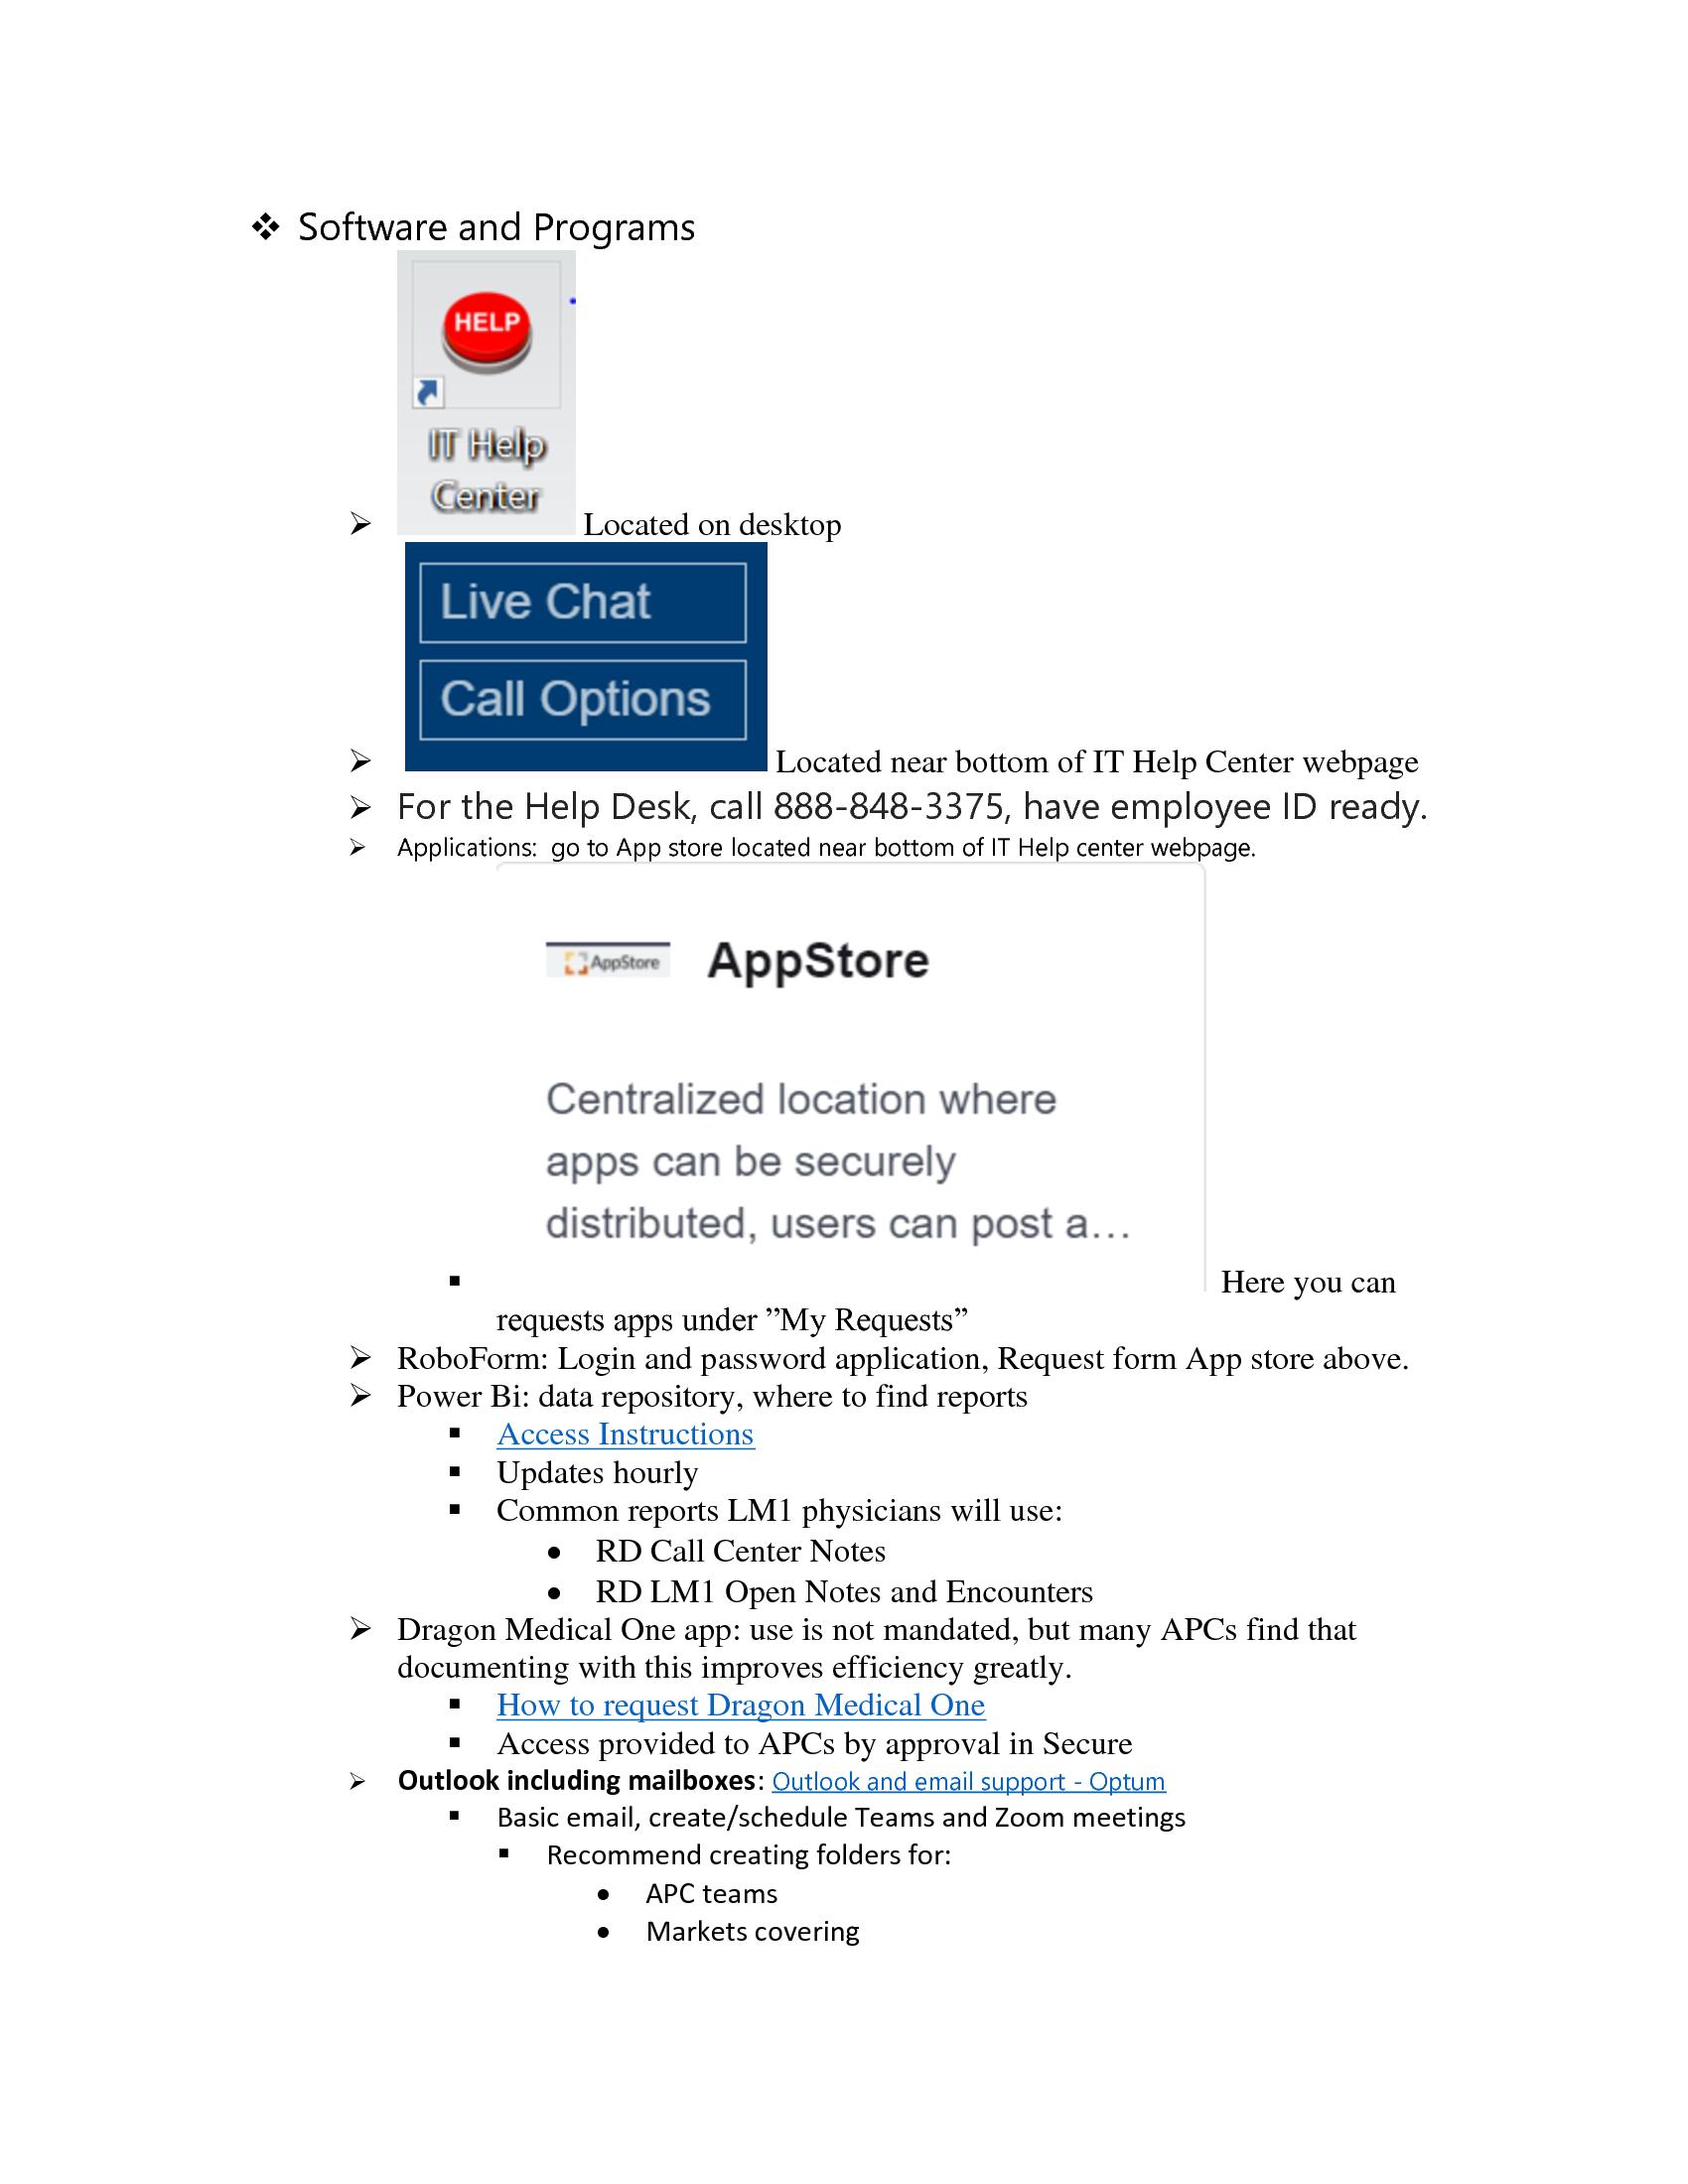 ❖ Software and Programs
HELP
IT Help
Center
➢ Located on desktop
Live Chat
Call Options
➢ Located near bottom of IT Help Center webpage
➢ For the Help Desk, call 888-848-3375, have employee ID ready.
➢ Applications:  go to App store located near bottom of IT Help center webpage.
AppStore AppStore
Centralized location where
apps can be securely
distributed, users can post a...
▪ Here you can
requests apps under ”My Requests”
➢ RoboForm: Login and password application, Request form App store above.
➢ Power Bi: data repository, where to find reports
▪ Access Instructions
▪ Updates hourly
▪ Common reports LM1 physicians will use:
• RD Call Center Notes
• RD LM1 Open Notes and Encounters
➢ Dragon Medical One app: use is not mandated, but many APCs find that
documenting with this improves efficiency greatly.
▪ How to request Dragon Medical One
▪ Access provided to APCs by approval in Secure
➢ Outlook including mailboxes: Outlook and email support - Optum
▪ Basic email, create/schedule Teams and Zoom meetings
▪ Recommend creating folders for:
• APC teams
• Markets covering